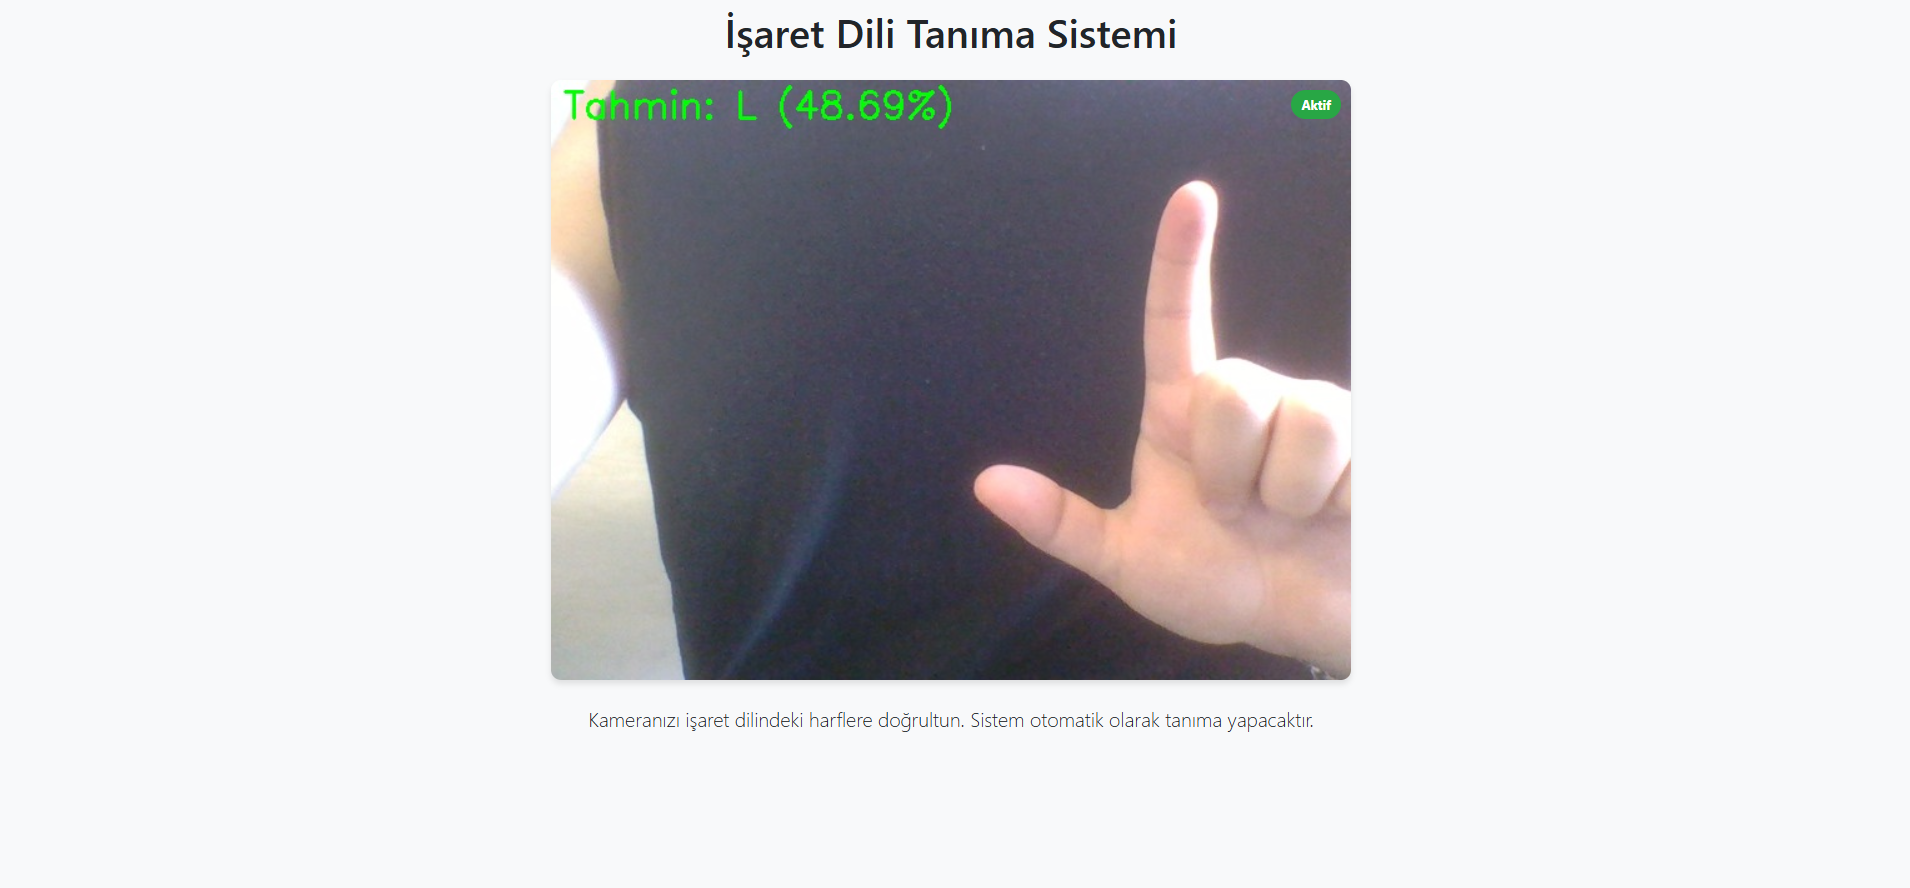 İşaret Dili Tanıma Sistemi
Tahmin: L (48.69%)
Aktif
Kameranızı işaret dilindeki harflere doğrultun. Sistem otomatik olarak tanıma yapacaktır.